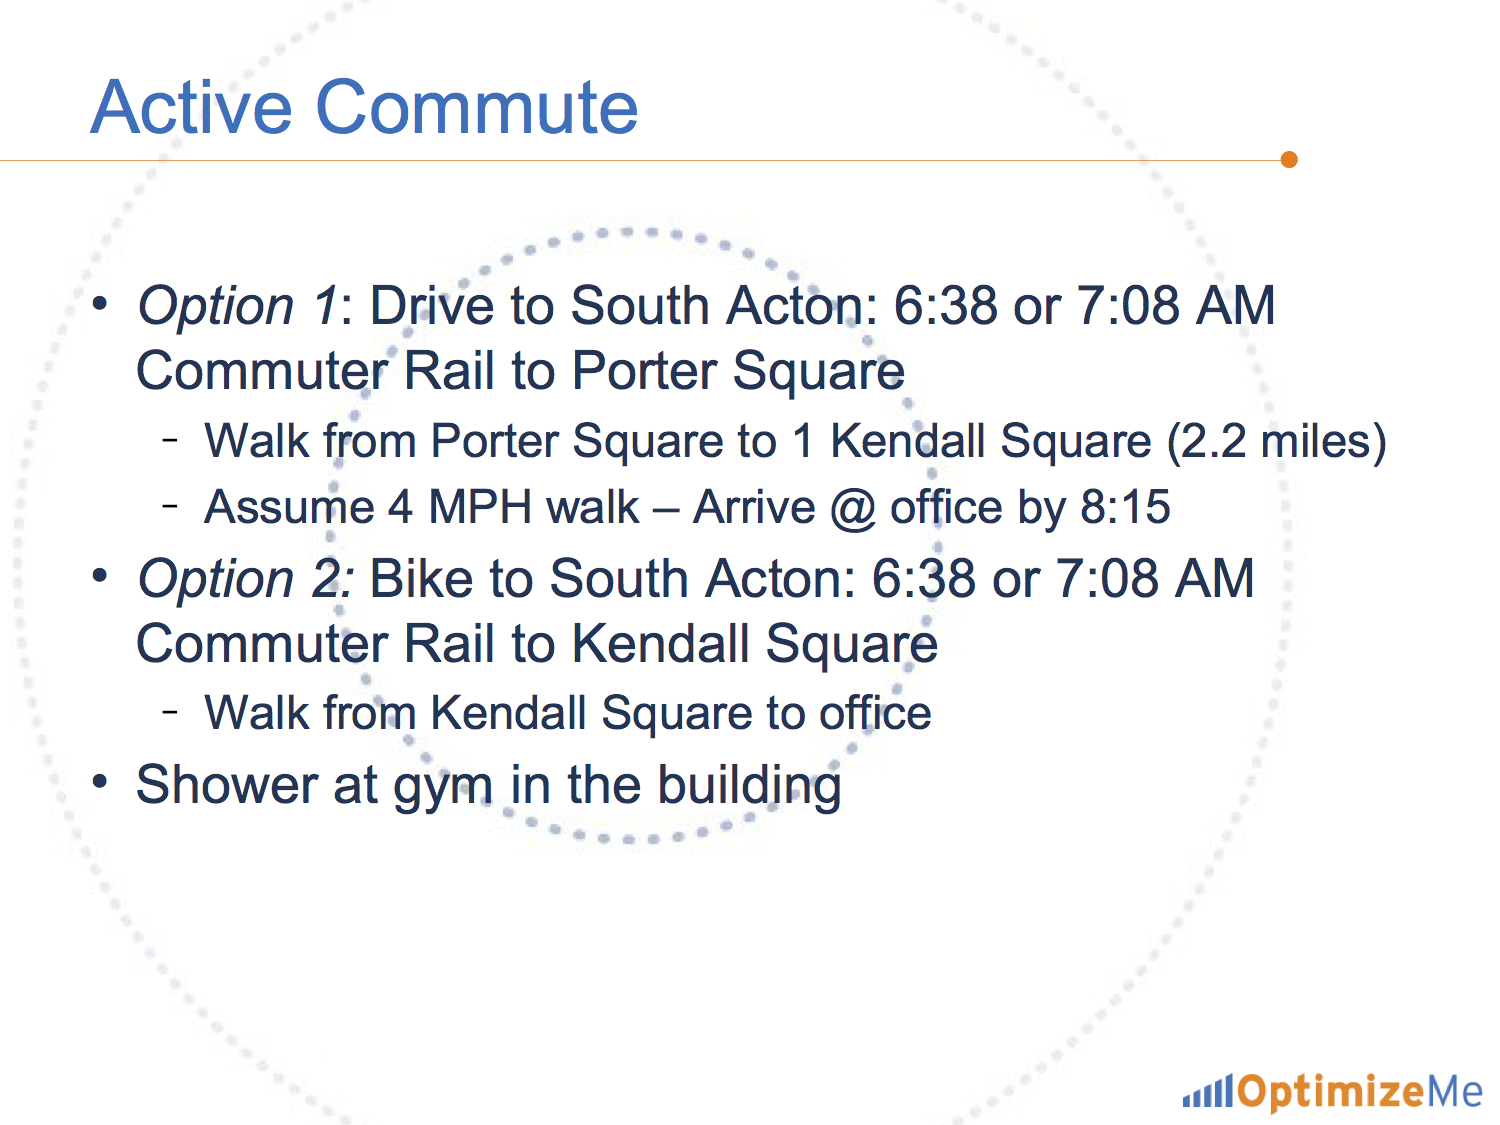 Active Commute
• Option 1: Drive to South Acton: 6:38 or 7:08 AM
Commuter Rail to Porter Square
– Walk from Porter Square to 1 Kendall Square (2.2 miles)
– Assume 4 MPH walk – Arrive @ office by 8:15
• Option 2: Bike to South Acton: 6:38 or 7:08 AM
Commuter Rail to Kendall Square
– Walk from Kendall Square to office
• Shower at gym in the building
OptimizeMe